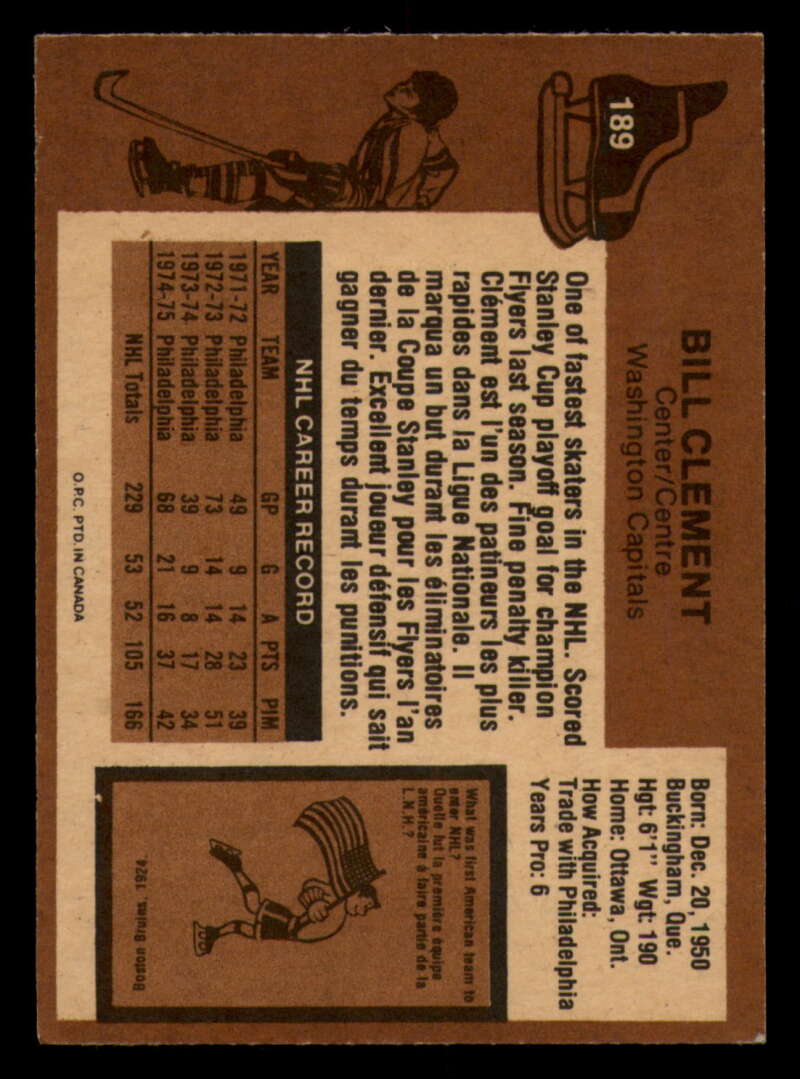 189
BILL CLEMENT
Center/Centre
Washington Capitals
Born: Dec. 20, 1950
Buckingham, Que.
Hgt: 6'1" Wgt: 190
Home: Ottawa, Ont.
How Acquired:
Trade with Philadelphia
Years Pro: 6
One of fastest skaters in the NHL. Scored
Stanley Cup playoff goal for champion
Flyers last season. Fine penalty killer.
Clément est l'un des patineurs les plus
rapides dans la Ligue Nationale. Il
marqua un but durant les éliminatoires
de la Coupe Stanley pour les Flyers l'an
dernier. Excellent joueur défensif qui sait
gagner du temps durant les punitions.
NHL CAREER RECORD
YEAR TEAM GP G A PTS PIM
1971-72 Philadelphia 49 9 14 23 39
1972-73 Philadelphia 73 14 14 28 51
1973-74 Philadelphia 39 9 8 17 34
1974-75 Philadelphia 68 21 16 37 42
NHL Totals 229 53 52 105 166
O.P.C. PTD. IN CANADA
What was first American team to
enter NHL?
Quelle fut la première équipe
américaine à faire partie de la
L.N.H.?
Boston Bruins, 1924.